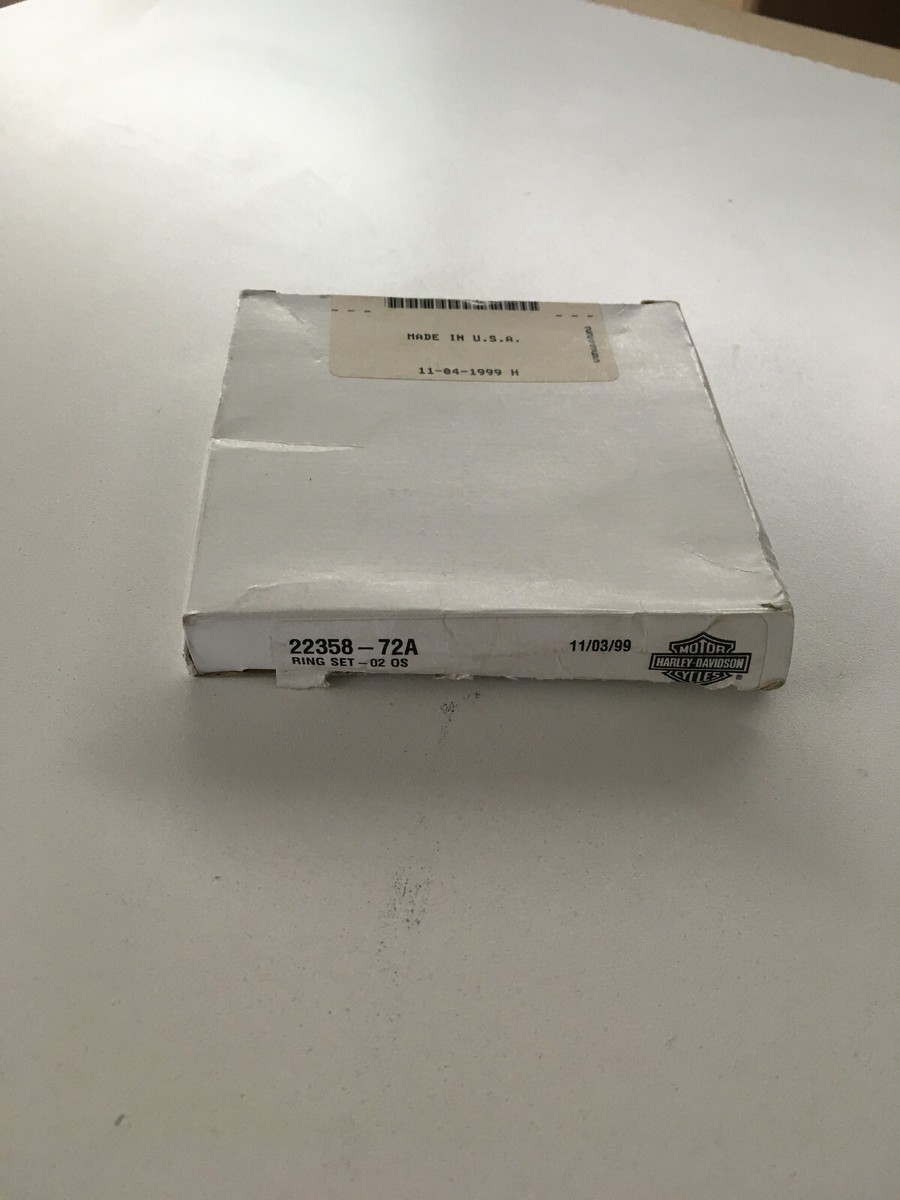 - - -
- - -
MADE IN U.S.A.
11-04-1999 H
22358-72A
RING SET-02 OS
11/03/99
MOTOR
HARLEY-DAVIDSON
CYCLES
®